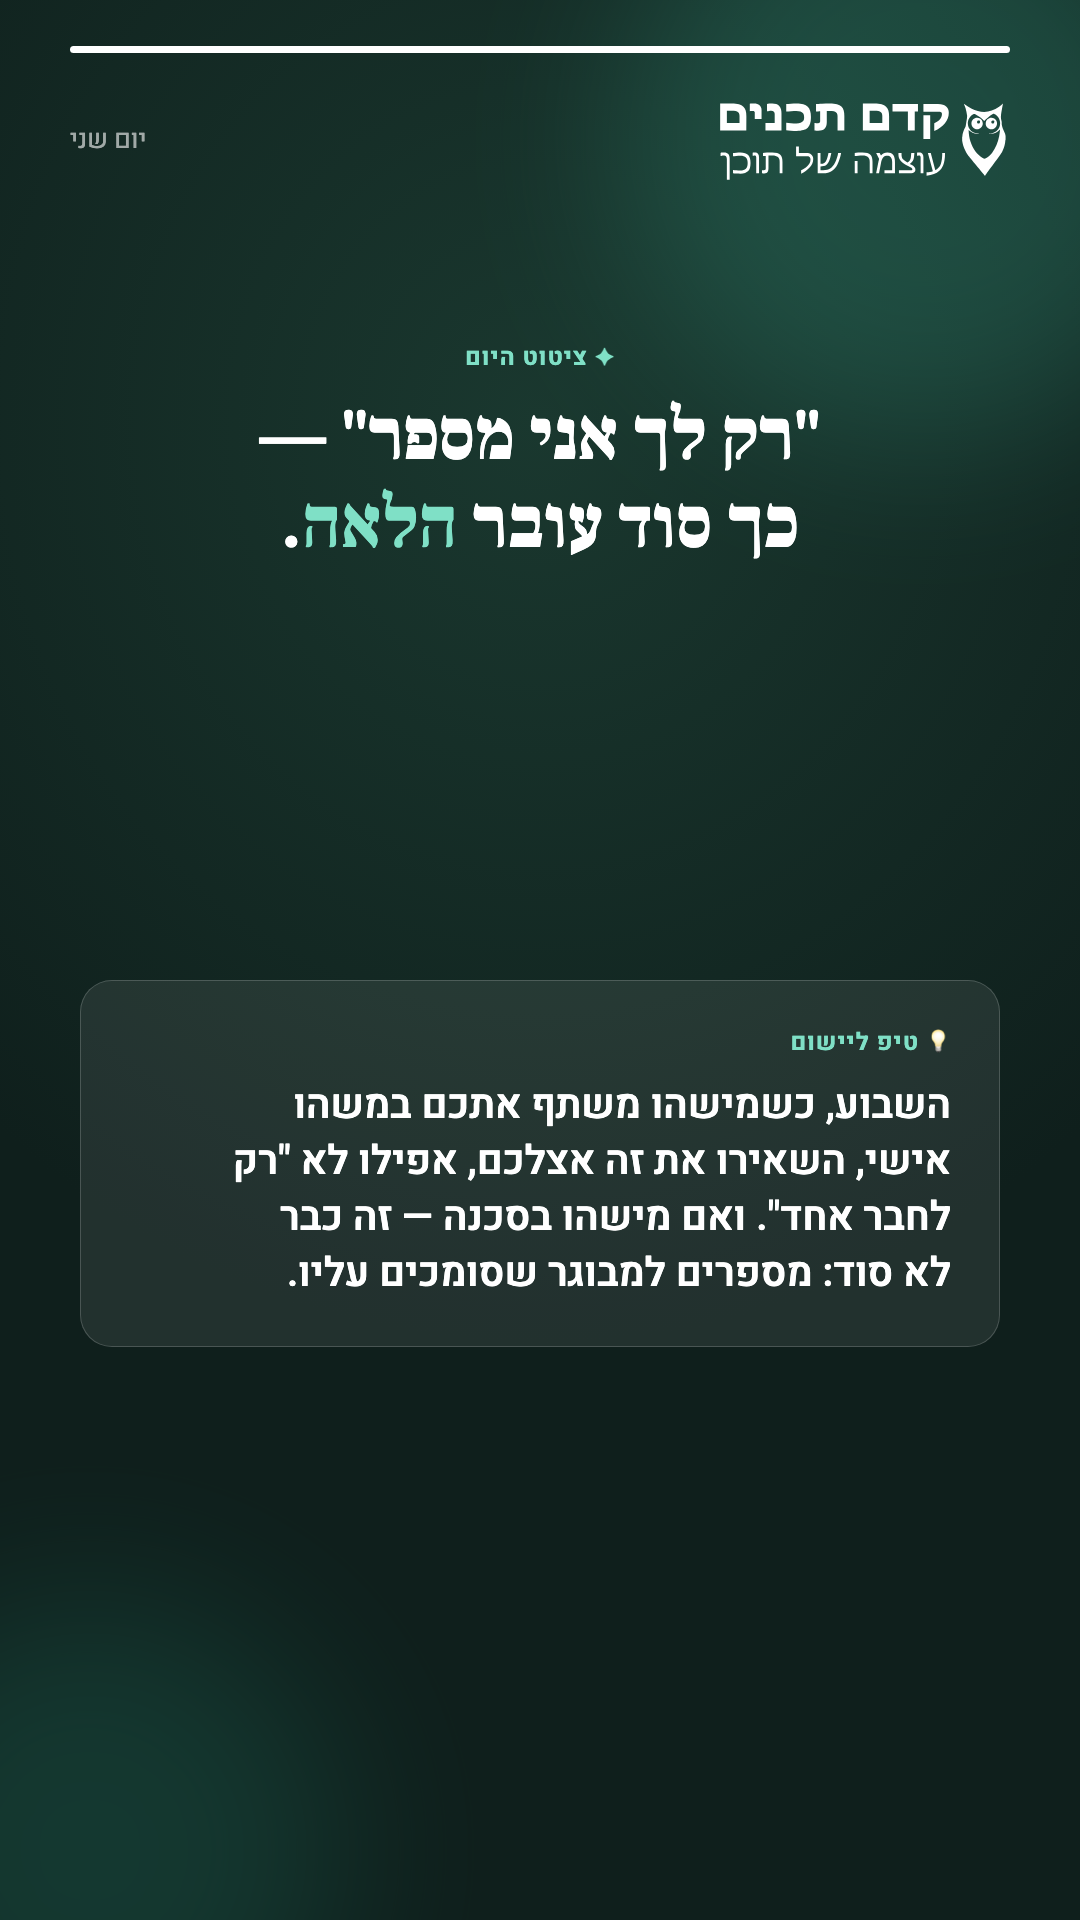 קדם תכנים
עוצמה של תוכן
יום שני
ציטוט היום
"רק לך אני מספר" —
כך סוד עובר הלאה.
טיפ ליישום
השבוע, כשמישהו משתף אתכם במשהו
אישי, השאירו את זה אצלכם, אפילו לא "רק
לחבר אחד". ואם מישהו בסכנה — זה כבר
לא סוד: מספרים למבוגר שסומכים עליו.